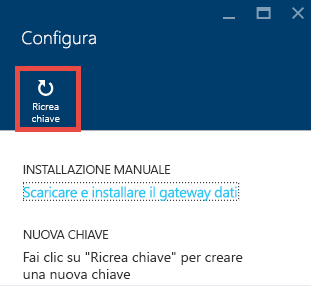 Configura
Ricrea
chiave
INSTALLAZIONE MANUALE
Scaricare e installare il gateway dati
NUOVA CHIAVE
Fai clic su "Ricrea chiave" per creare
una nuova chiave